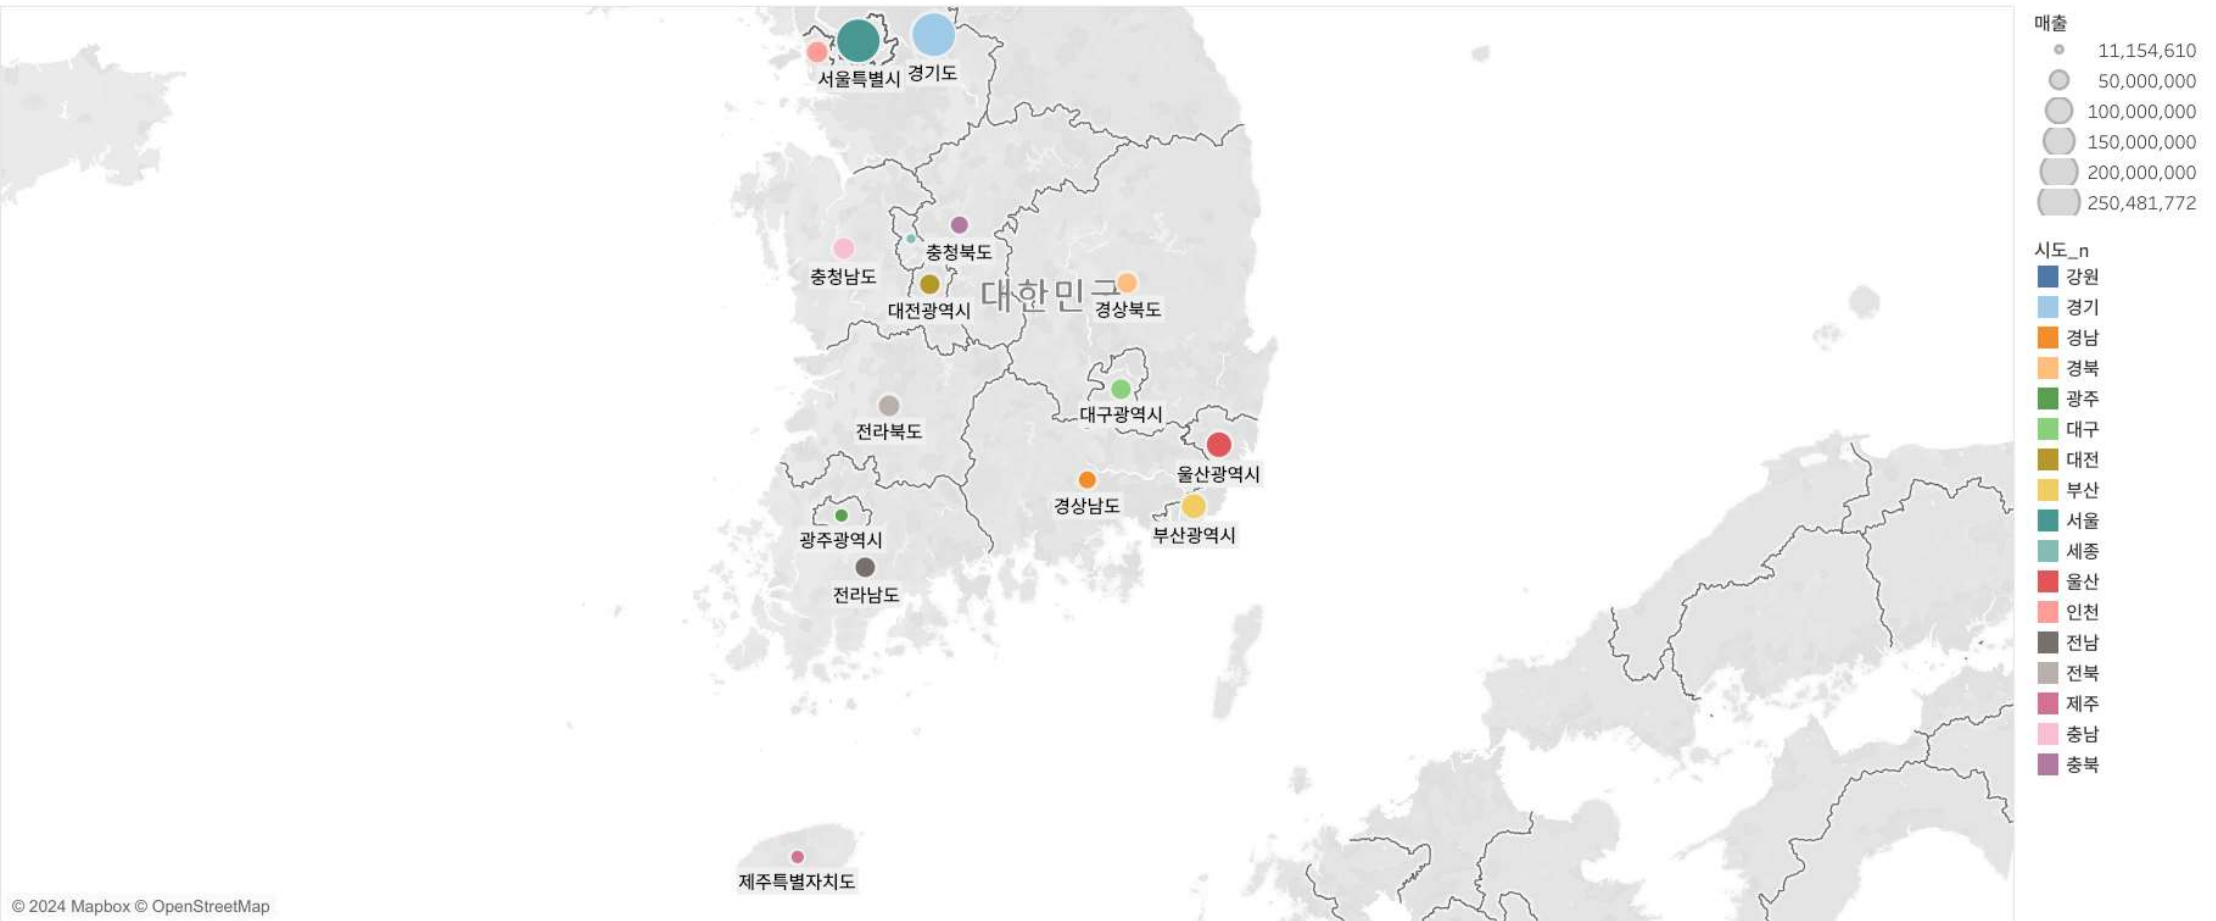 서울특별시
경기도
충청북도
충청남도
대전광역시
대한민구
경상북도
대구광역시
전라북도
울산광역시
경상남도
부산광역시
광주광역시
전라남도
제주특별자치도
© 2024 Mapbox © OpenStreetMap
매출
11,154,610
50,000,000
100,000,000
150,000,000
200,000,000
250,481,772
시도_n
강원
경기
경남
경북
광주
대구
대전
부산
서울
세종
울산
인천
전남
전북
제주
충남
충북